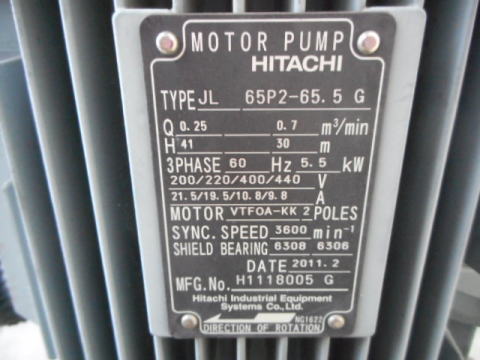 MOTOR PUMP
HITACHI
TYPE JL 65P2-65.5 G
Q 0.25 0.7 m³/min
H 41 30 m
3PHASE 60 Hz 5.5 kW
200/220/400/440 V
21.5/19.5/10.8/9.8 A
MOTOR VTFOA-KK 2 POLES
SYNC. SPEED 3600 min⁻¹
SHIELD BEARING 6308 6306
DATE 2011.2
MFG.No. H1118005 G
Hitachi Industrial Equipment
Systems Co.,Ltd.
NG1622
DIRECTION OF ROTATION